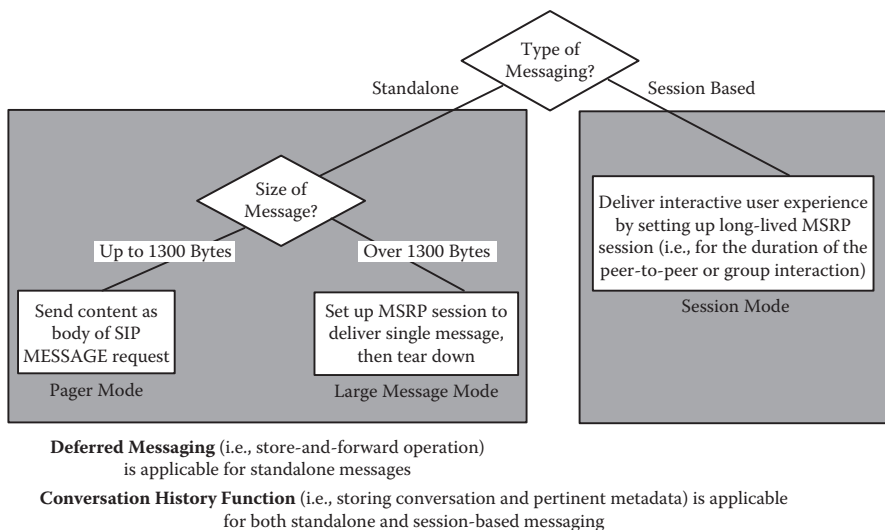 Type of
Messaging?
Standalone
Session Based
Size of
Message?
Up to 1300 Bytes
Over 1300 Bytes
Send content as
body of SIP
MESSAGE request
Pager Mode
Set up MSRP session to
deliver single message,
then tear down
Large Message Mode
Deliver interactive user experience
by setting up long-lived MSRP
session (i.e., for the duration of the
peer-to-peer or group interaction)
Session Mode
Deferred Messaging (i.e., store-and-forward operation)
is applicable for standalone messages
Conversation History Function (i.e., storing conversation and pertinent metadata) is applicable
for both standalone and session-based messaging